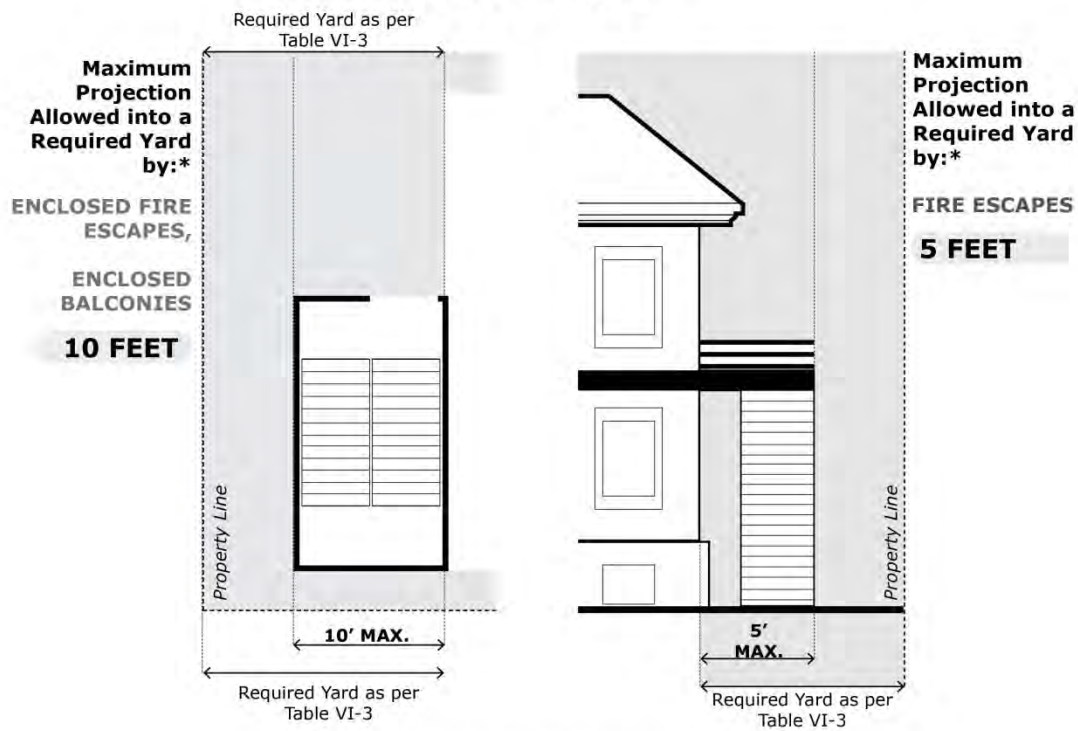 Required Yard as per
Table VI-3
Maximum
Projection
Allowed into a
Required Yard
by:*
ENCLOSED FIRE
ESCAPES,
ENCLOSED
BALCONIES
10 FEET
Property Line
10' MAX.
Required Yard as per
Table VI-3
Maximum
Projection
Allowed into a
Required Yard
by:*
FIRE ESCAPES
5 FEET
Property Line
5'
MAX.
Required Yard as per
Table VI-3